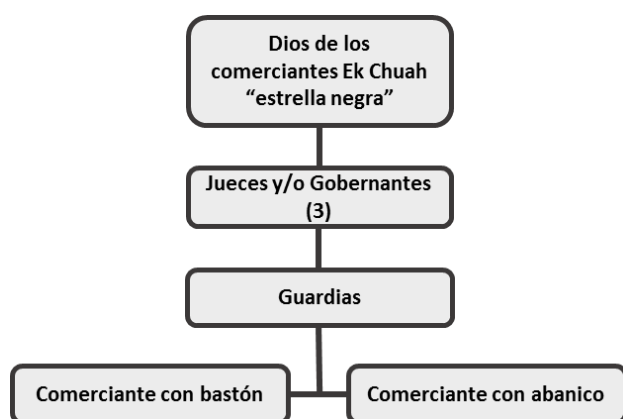 Dios de los
comerciantes Ek Chuah
“estrella negra”
Jueces y/o Gobernantes
(3)
Guardias
Comerciante con bastón
Comerciante con abanico